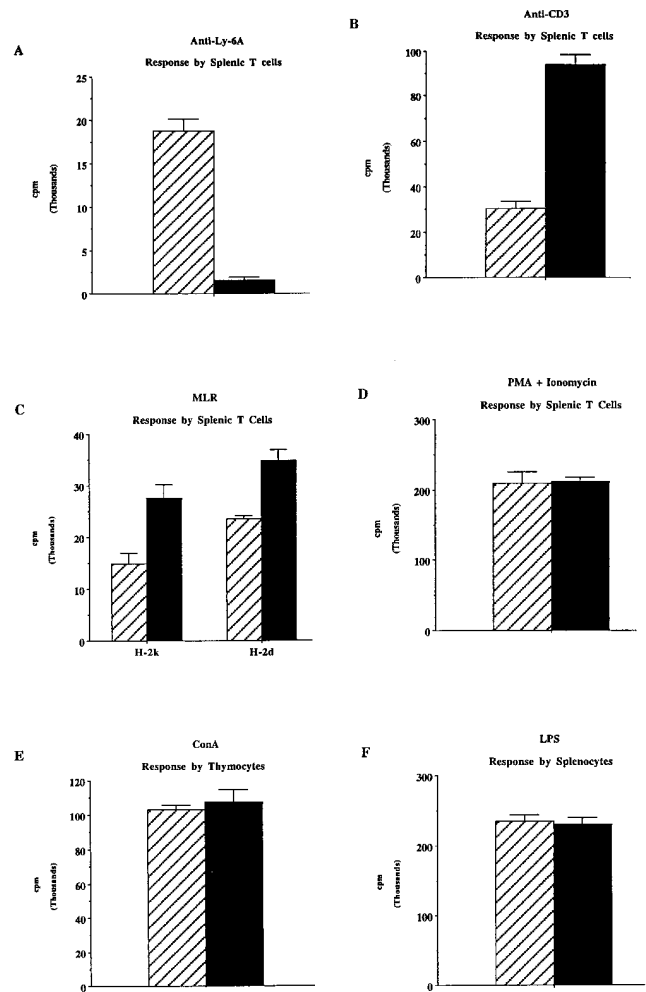 A
Anti-Ly-6A
Response by Splenic T cells
cpm
(Thousands)
25
20
15
10
5
0
B
Anti-CD3
Response by Splenic T cells
cpm
(Thousands)
100
80
60
40
20
0
C
MLR
Response by Splenic T Cells
cpm
(Thousands)
40
30
20
10
0
H-2k
H-2d
D
PMA + Ionomycin
Response by Splenic T Cells
cpm
(Thousands)
300
200
200
0
E
ConA
Response by Thymocytes
cpm
(Thousands)
120
100
80
60
40
20
0
F
LPS
Response by Splenocytes
cpm
(Thousands)
300
200
100
0